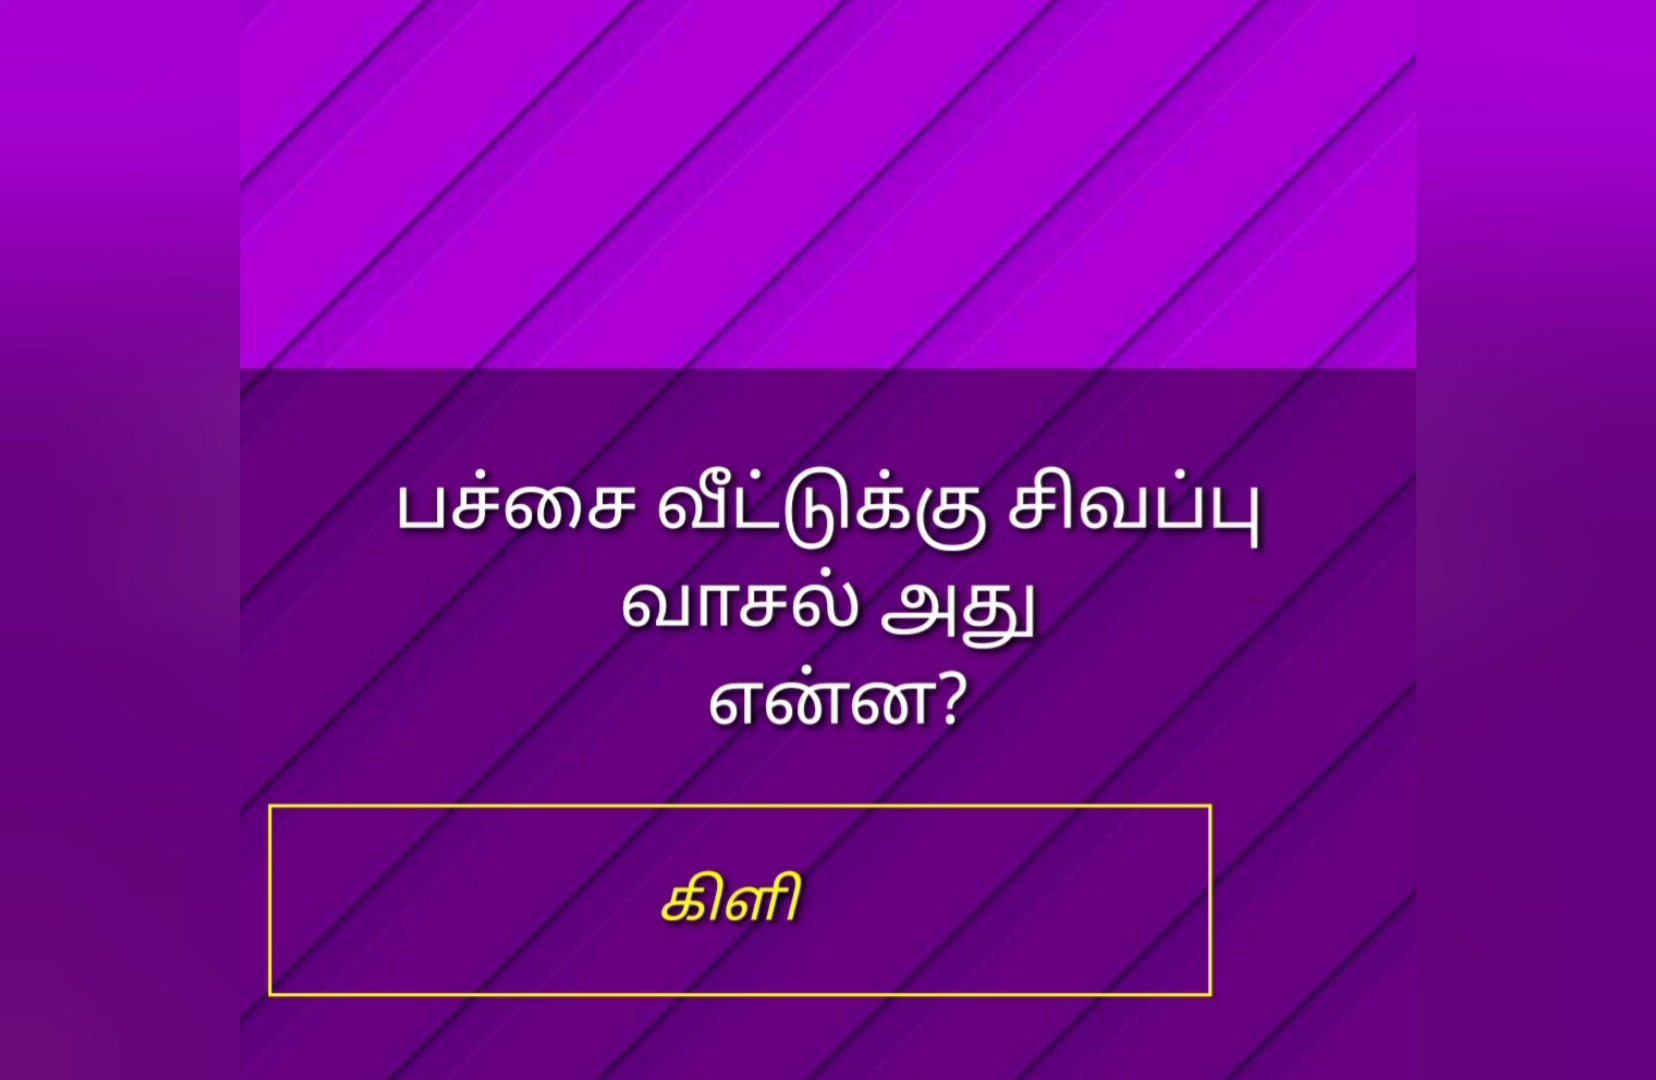 பச்சை வீட்டுக்கு சிவப்பு
வாசல் அது
என்ன?
கிளி